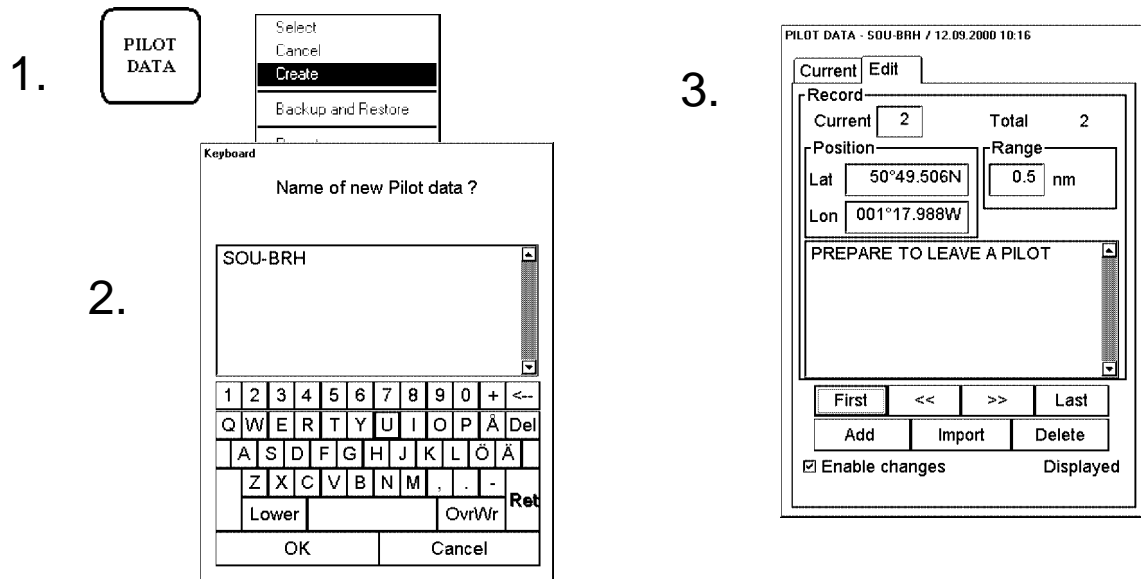 1.
PILOT
DATA
Select
Cancel
Create
Backup and Restore
Keyboard
Name of new Pilot data ?
2.
SOU-BRH
1 2 3 4 5 6 7 8 9 0 + <--
Q W E R T Y U I O P Å Del
A S D F G H J K L Ö Ä
Z X C V B N M , . - Ret
Lower OvrWr
OK Cancel
3.
PILOT DATA - SOU-BRH / 12.09.2000 10:16
Current Edit
Record
Current 2 Total 2
Position Range
Lat 50°49.506N 0.5 nm
Lon 001°17.988W
PREPARE TO LEAVE A PILOT
First << >> Last
Add Import Delete
Enable changes Displayed